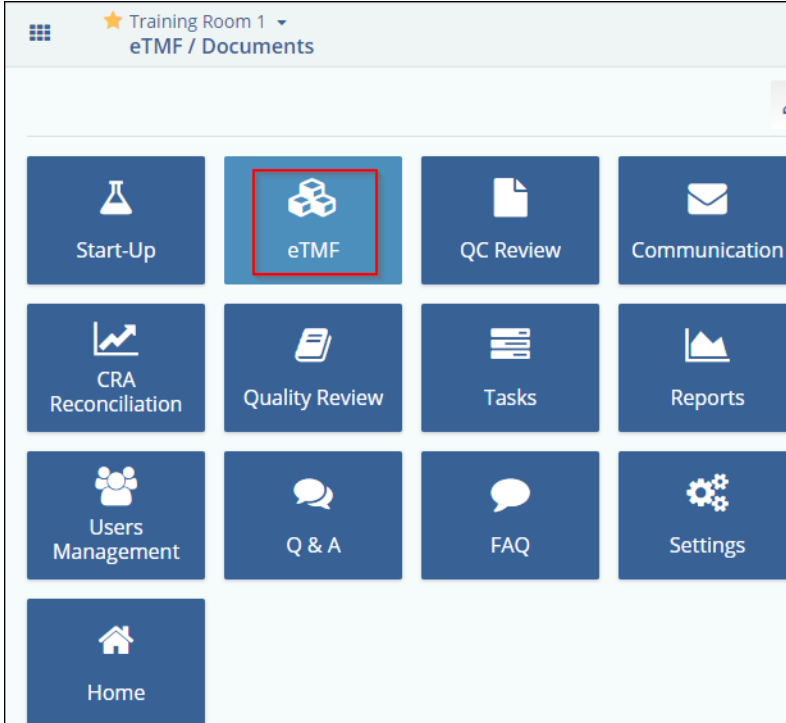 Training Room 1
eTMF / Documents
Start-Up
eTMF
QC Review
Communication
CRA
Reconciliation
Quality Review
Tasks
Reports
Users
Management
Q & A
FAQ
Settings
Home